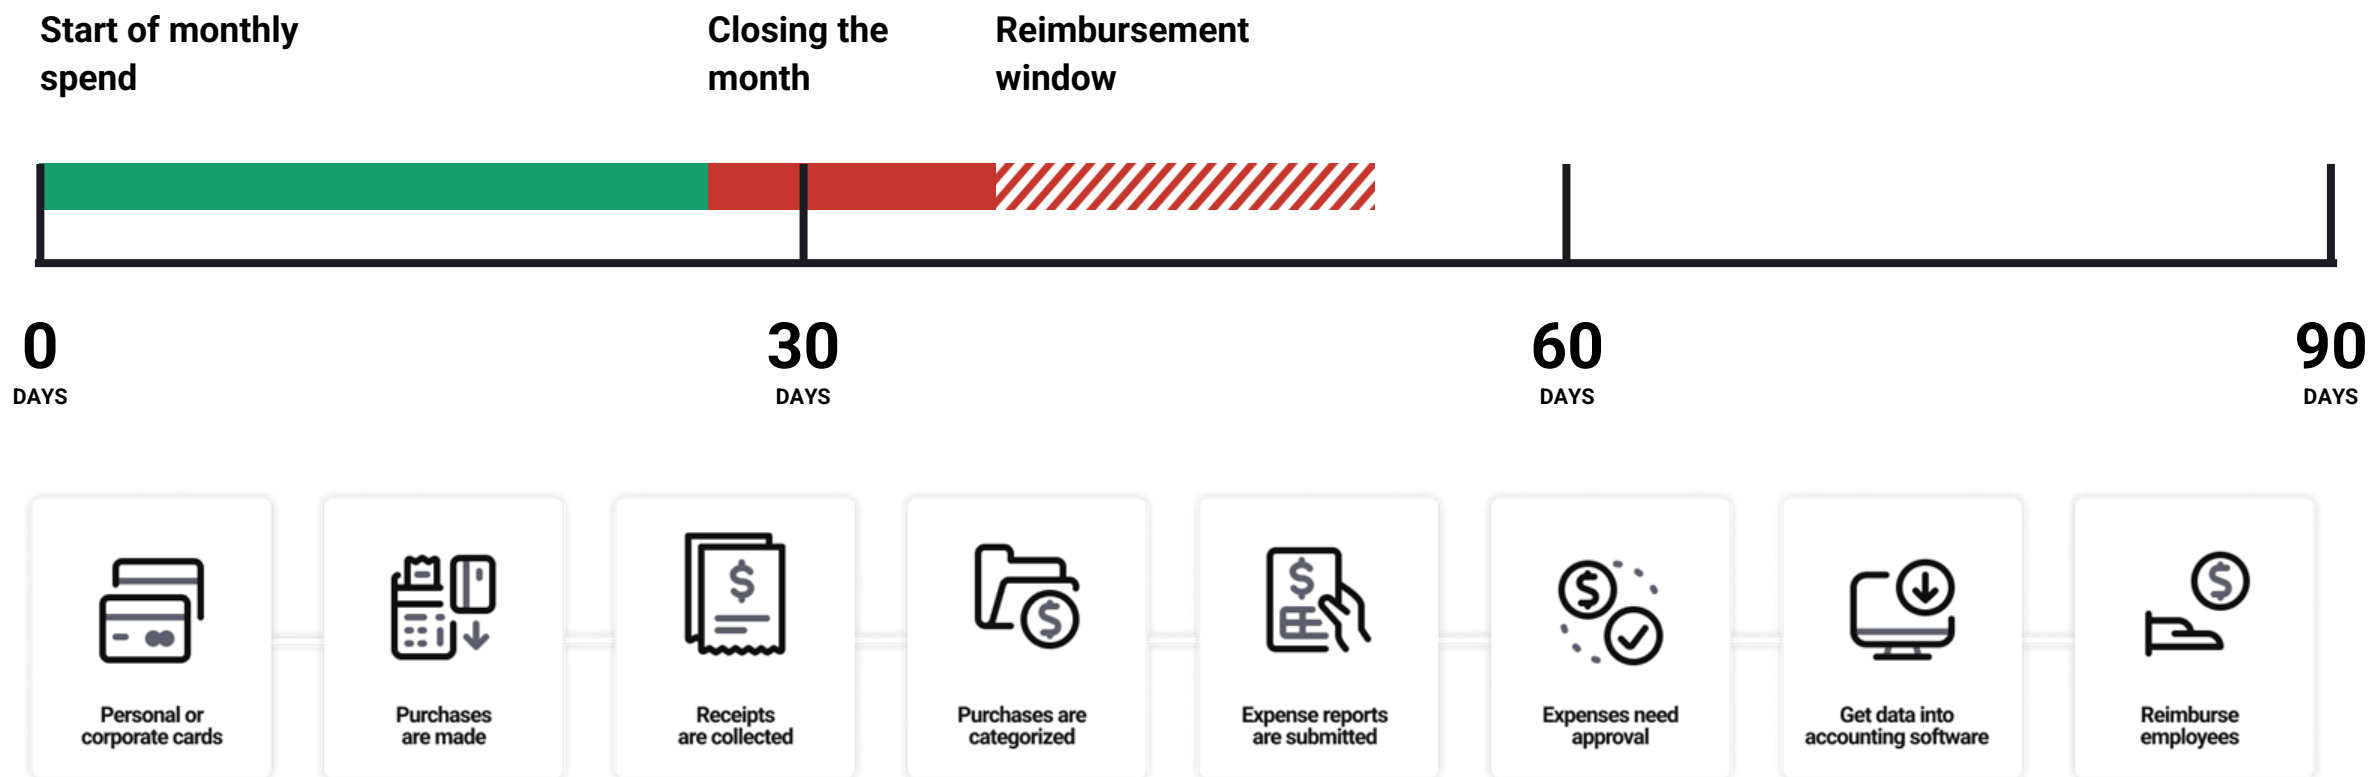 Start of monthly
spend
Closing the
month
Reimbursement
window
0
DAYS
30
DAYS
60
DAYS
90
DAYS
Personal or
corporate cards
Purchases
are made
Receipts
are collected
Purchases are
categorized
Expense reports
are submitted
Expenses need
approval
Get data into
accounting software
Reimburse
employees